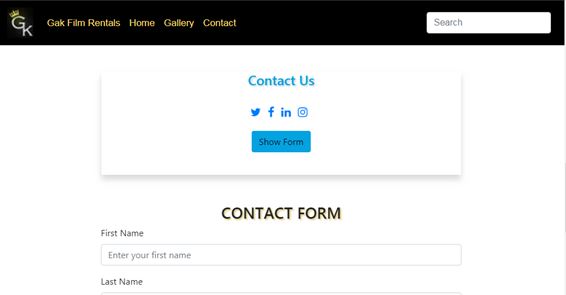 GK
Gak Film Rentals Home Gallery Contact Search
Contact Us
Show Form
CONTACT FORM
First Name
Enter your first name
Last Name